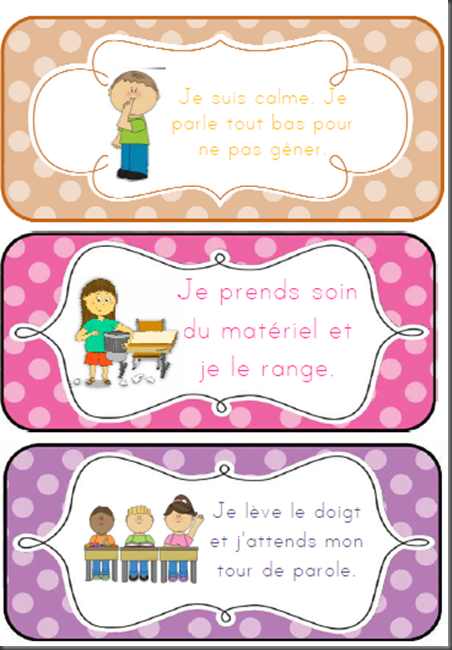 Je suis calme. Je
parle tout bas pour
ne pas gêner.
Je prends soin
du matériel et
je le range.
Je lève le doigt
et j'attends mon
tour de parole.